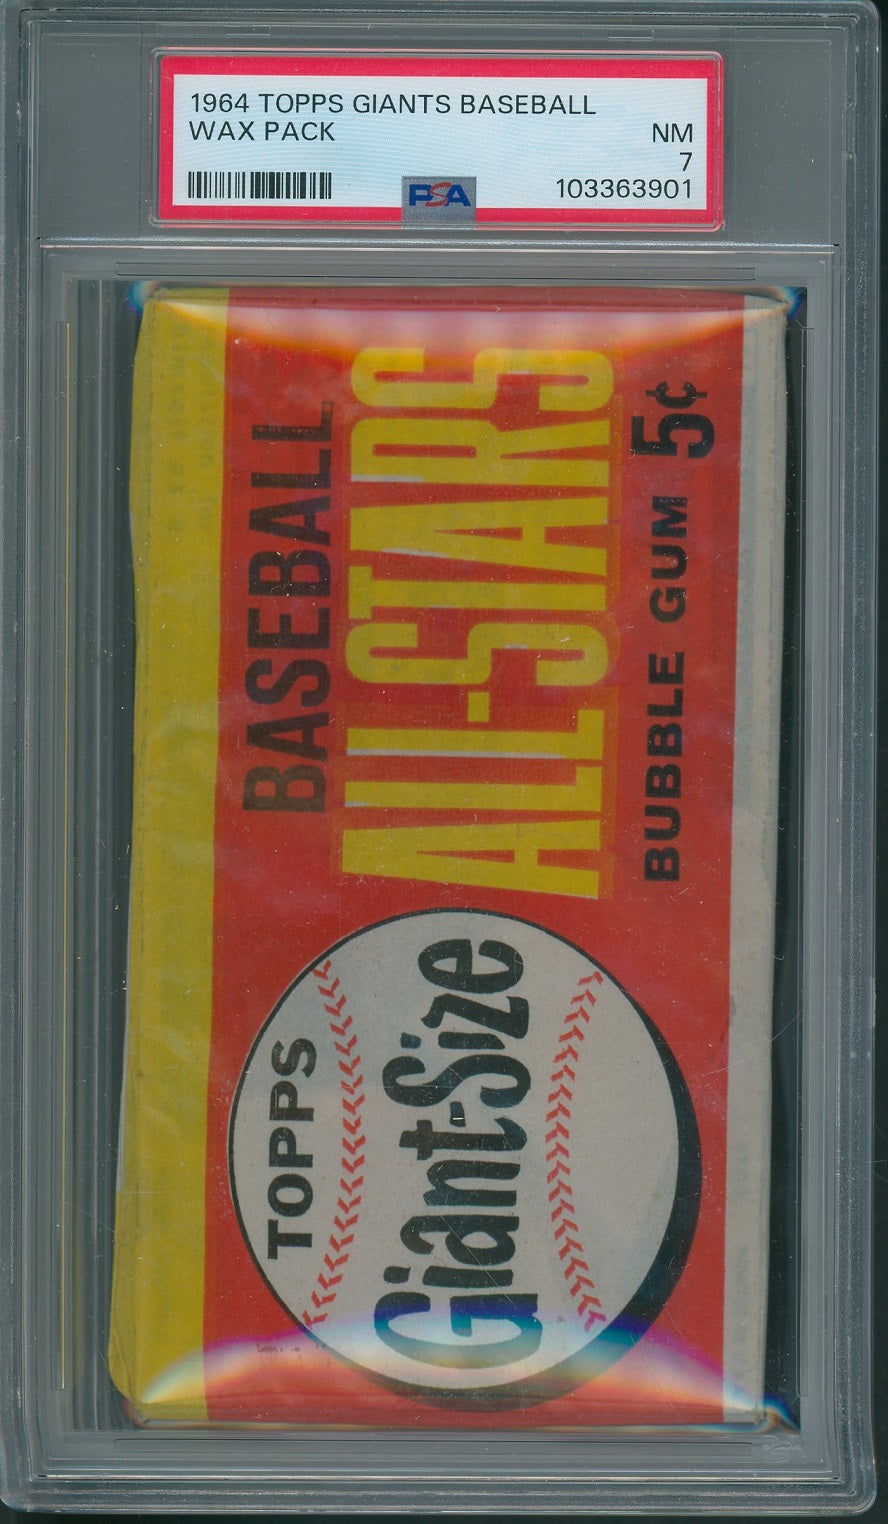 1964 TOPPS GIANTS BASEBALL
WAX PACK
NM
7
PSA
103363901
BASEBALL
ALL-STARS
BUBBLE GUM 5¢
TOPPS
Giant-Size